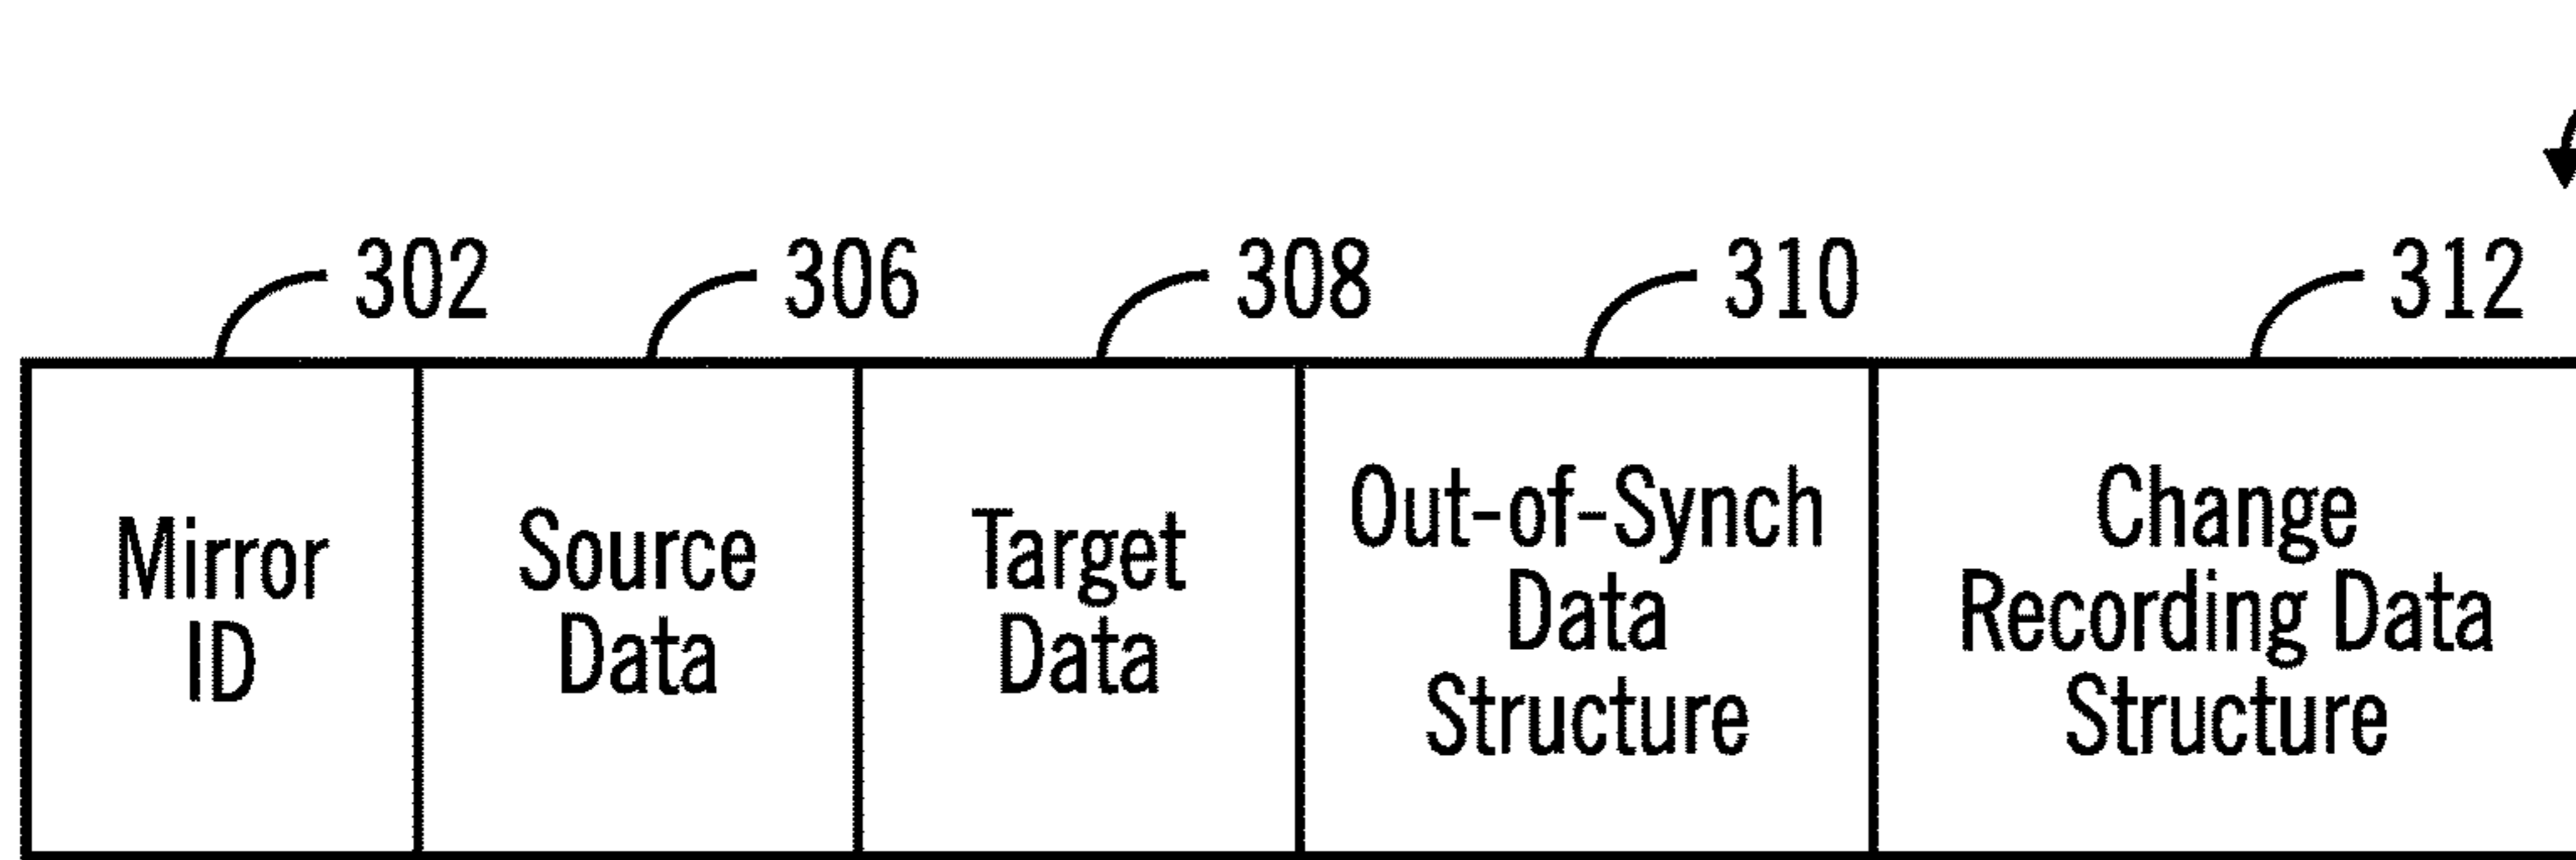 302
306
308
310
312
Mirror
ID
Source
Data
Target
Data
Out-of-Synch
Data
Structure
Change
Recording Data
Structure